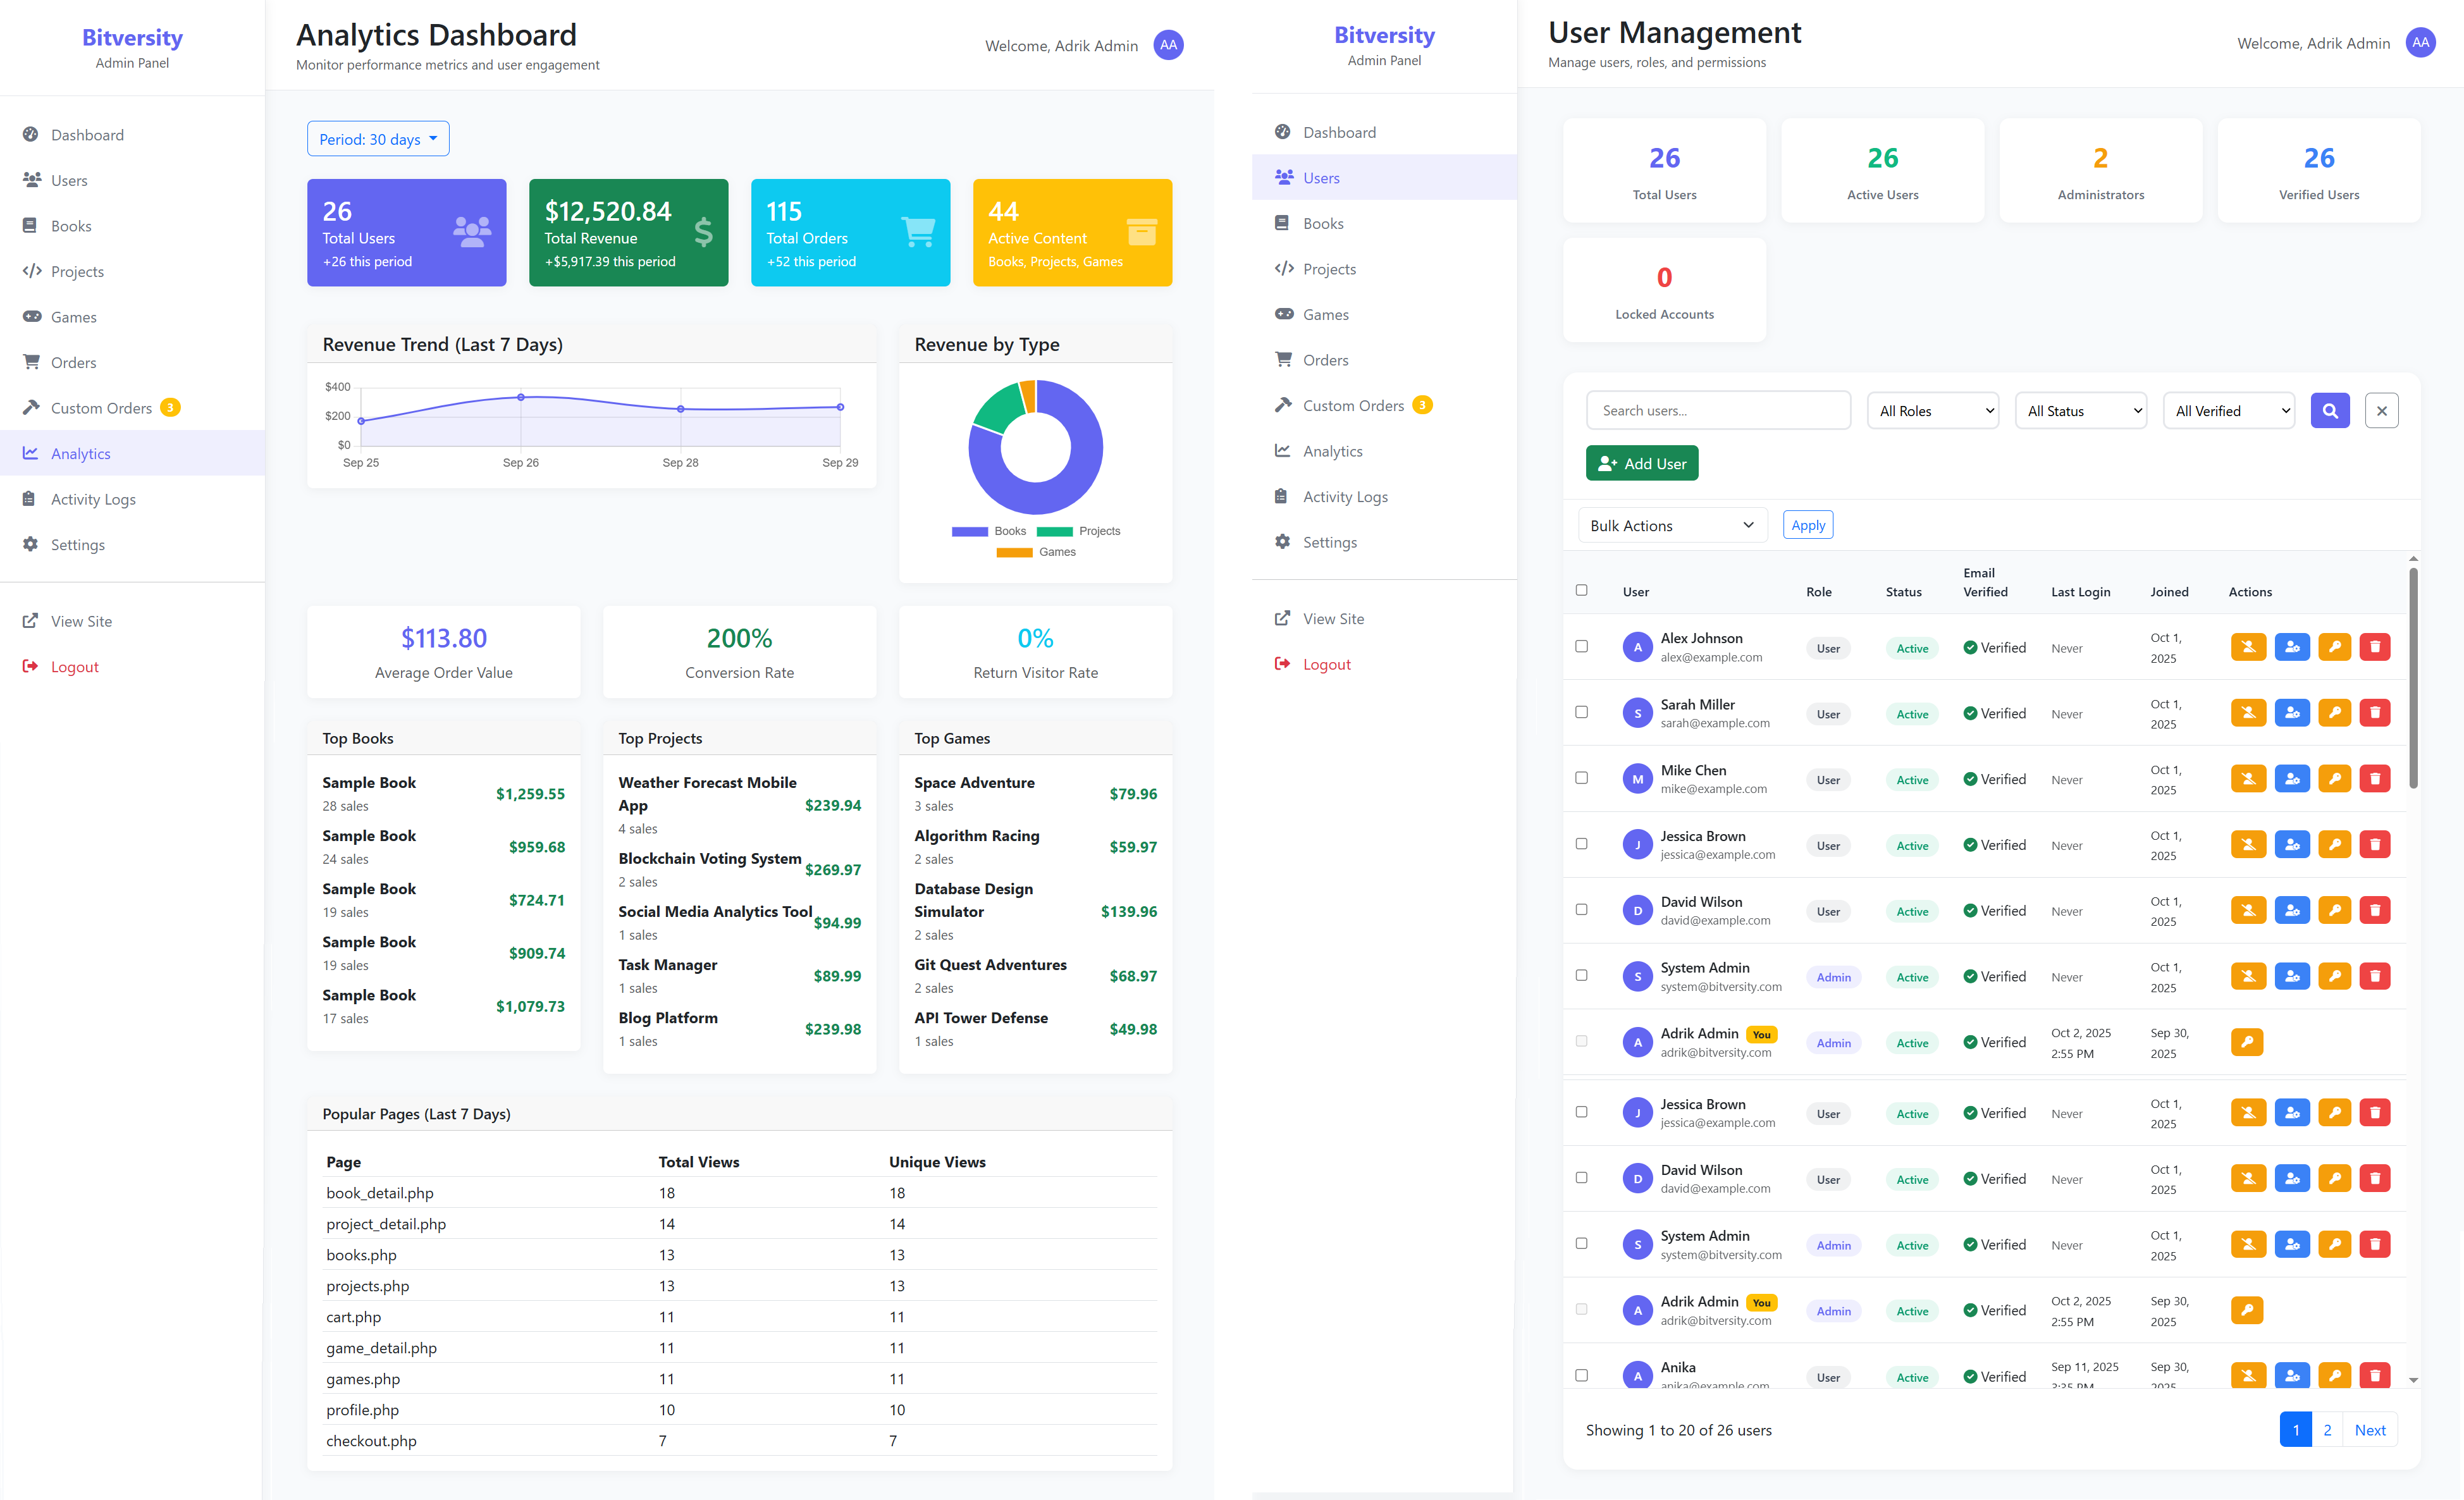 Bitversity
Admin Panel
Dashboard
Users
Books
Projects
Games
Orders
Custom Orders 3
Analytics
Activity Logs
Settings
View Site
Logout
Analytics Dashboard
Monitor performance metrics and user engagement
Welcome, Adrik Admin AA
Period: 30 days
26
Total Users
+26 this period
$12,520.84
Total Revenue
+$5,917.39 this period
115
Total Orders
+52 this period
44
Active Content
Books, Projects, Games
Revenue Trend (Last 7 Days)
$400
$200
$0
Sep 25 Sep 26 Sep 28 Sep 29
Revenue by Type
Books Projects
Games
$113.80
Average Order Value
200%
Conversion Rate
0%
Return Visitor Rate
Top Books
Sample Book
28 sales
$1,259.55
Sample Book
24 sales
$959.68
Sample Book
19 sales
$724.71
Sample Book
19 sales
$909.74
Sample Book
17 sales
$1,079.73
Top Projects
Weather Forecast Mobile
App
4 sales
$239.94
Blockchain Voting System
2 sales
$269.97
Social Media Analytics Tool
1 sales
$94.99
Task Manager
1 sales
$89.99
Blog Platform
1 sales
$239.98
Top Games
Space Adventure
3 sales
$79.96
Algorithm Racing
2 sales
$59.97
Database Design
Simulator
2 sales
$139.96
Git Quest Adventures
2 sales
$68.97
API Tower Defense
1 sales
$49.98
Popular Pages (Last 7 Days)
Page Total Views Unique Views
book_detail.php 18 18
project_detail.php 14 14
books.php 13 13
projects.php 13 13
cart.php 11 11
game_detail.php 11 11
games.php 11 11
profile.php 10 10
checkout.php 7 7
Bitversity
Admin Panel
Dashboard
Users
Books
Projects
Games
Orders
Custom Orders 3
Analytics
Activity Logs
Settings
View Site
Logout
User Management
Manage users, roles, and permissions
Welcome, Adrik Admin AA
26
Total Users
26
Active Users
2
Administrators
26
Verified Users
0
Locked Accounts
Search users... All Roles All Status All Verified
Add User
Bulk Actions Apply
User Role Status Email Verified Last Login Joined Actions
A Alex Johnson User Active Verified Never Oct 1, 2025
alex@example.com
S Sarah Miller User Active Verified Never Oct 1, 2025
sarah@example.com
M Mike Chen User Active Verified Never Oct 1, 2025
mike@example.com
J Jessica Brown User Active Verified Never Oct 1, 2025
jessica@example.com
D David Wilson User Active Verified Never Oct 1, 2025
david@example.com
S System Admin Admin Active Verified Never Oct 1, 2025
system@bitversity.com
A Adrik Admin You Admin Active Verified Oct 2, 2025 2:55 PM Sep 30, 2025
adrik@bitversity.com
J Jessica Brown User Active Verified Never Oct 1, 2025
jessica@example.com
D David Wilson User Active Verified Never Oct 1, 2025
david@example.com
S System Admin Admin Active Verified Never Oct 1, 2025
system@bitversity.com
A Adrik Admin You Admin Active Verified Oct 2, 2025 2:55 PM Sep 30, 2025
adrik@bitversity.com
A Anika User Active Verified Sep 11, 2025 3:35 PM Sep 30, 2025
anika@example.com
Showing 1 to 20 of 26 users
1 2 Next